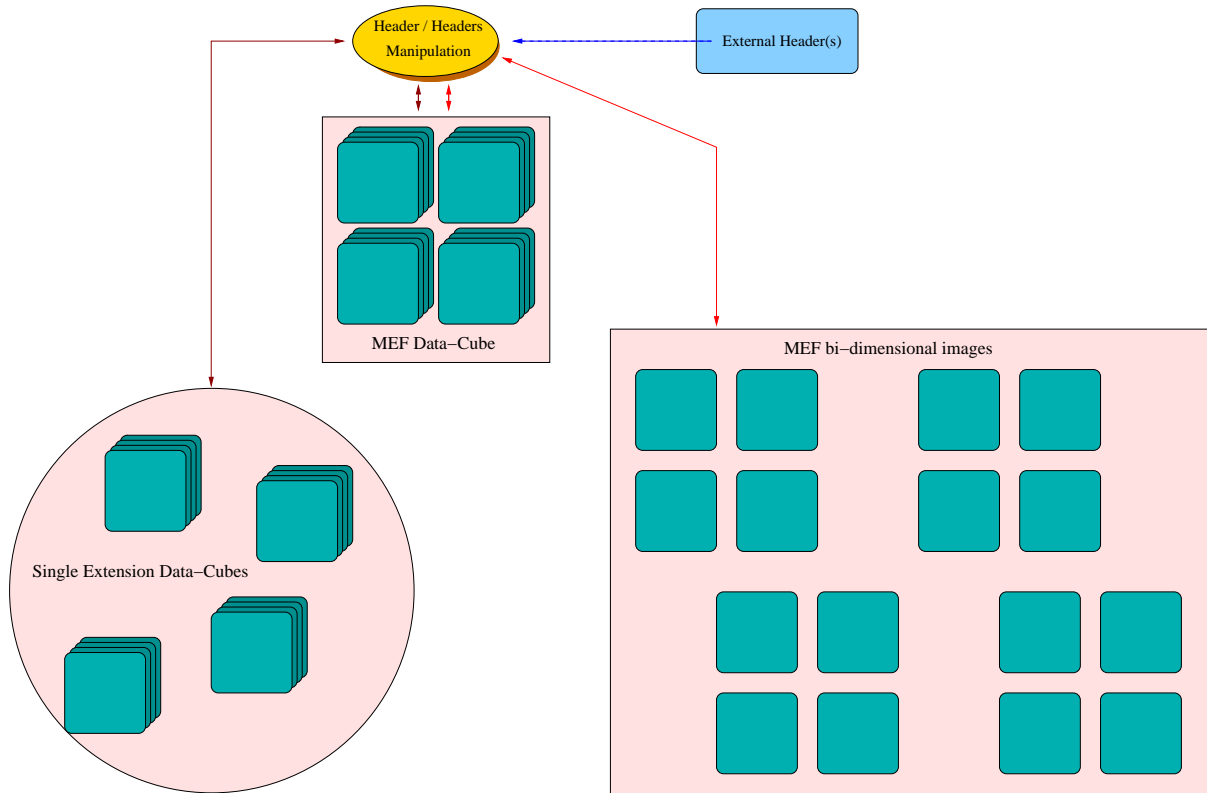 Header / Headers
Manipulation
External Header(s)
MEF Data−Cube
MEF bi−dimensional images
Single Extension Data−Cubes